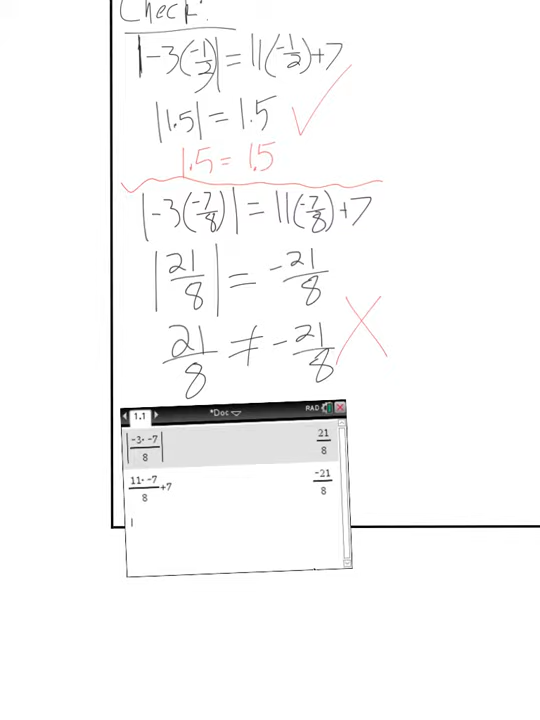 Check:
|-3(-1/2)| = 11(-1/2)+7
|1.5| = 1.5 ✓
1.5 = 1.5
|-3(-7/8)| = 11(-7/8)+7
|21/8| = -21/8
21/8 ≠ -21/8 X
1.1 *Doc RAD
|-3·-7/8| 21/8
11·-7/8+7 -21/8